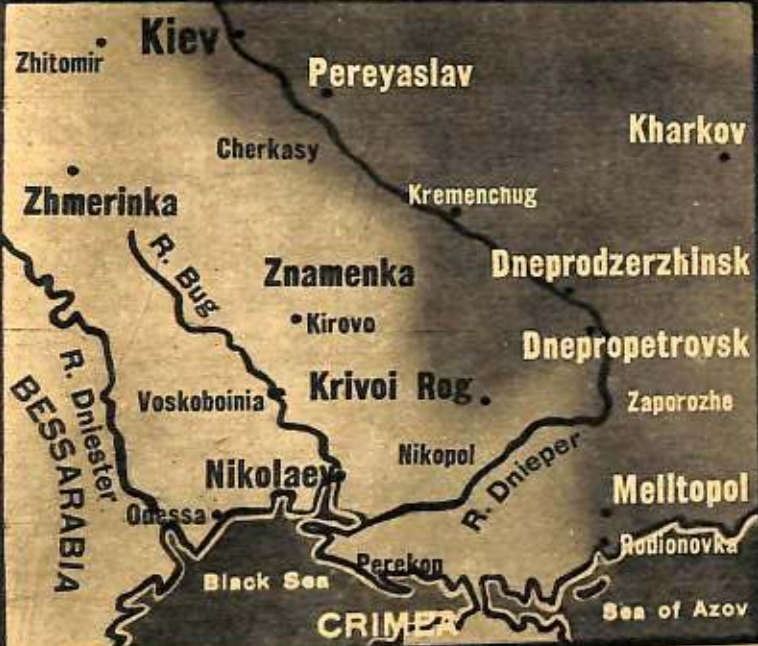 Kiev
Zhitomir
Pereyaslav
Kharkov
Cherkasy
Zhmerinka
Kremenchug
R. Bug
Znamenka
Dneprodzerzhinsk
Kirovo
Dnepropetrovsk
R. Dniester
BESSARABIA
Voskoboinia
Krivoi Rog
Zaporozhe
Nikopol
R. Dnieper
Nikolaev
Melltopol
Odessa
Rodionovka
Perekop
Black Sea
Sea of Azov
CRIMEA